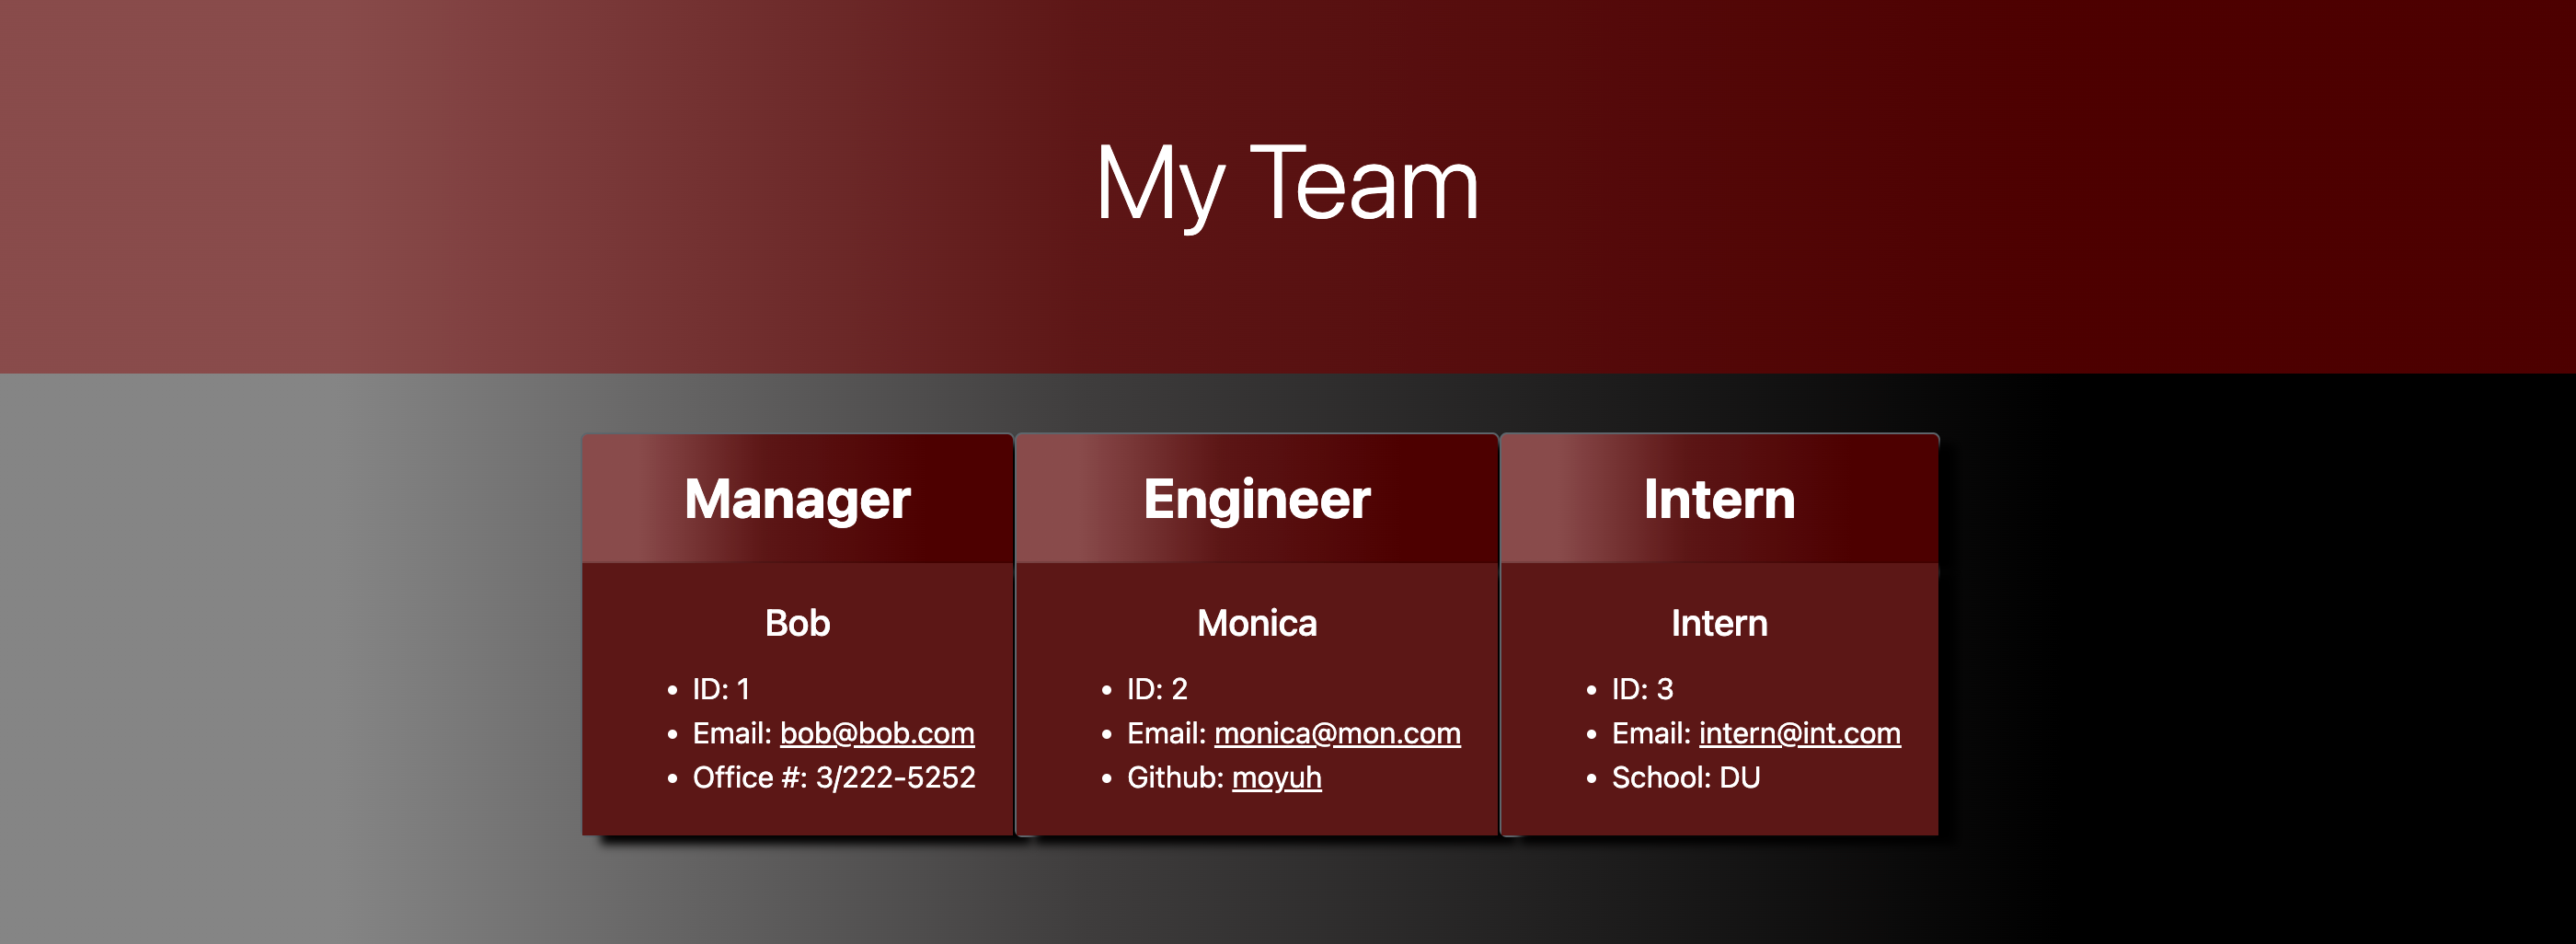 My Team
Manager
Bob
• ID: 1
• Email: bob@bob.com
• Office #: 3/222-5252
Engineer
Monica
• ID: 2
• Email: monica@mon.com
• Github: moyuh
Intern
Intern
• ID: 3
• Email: intern@int.com
• School: DU